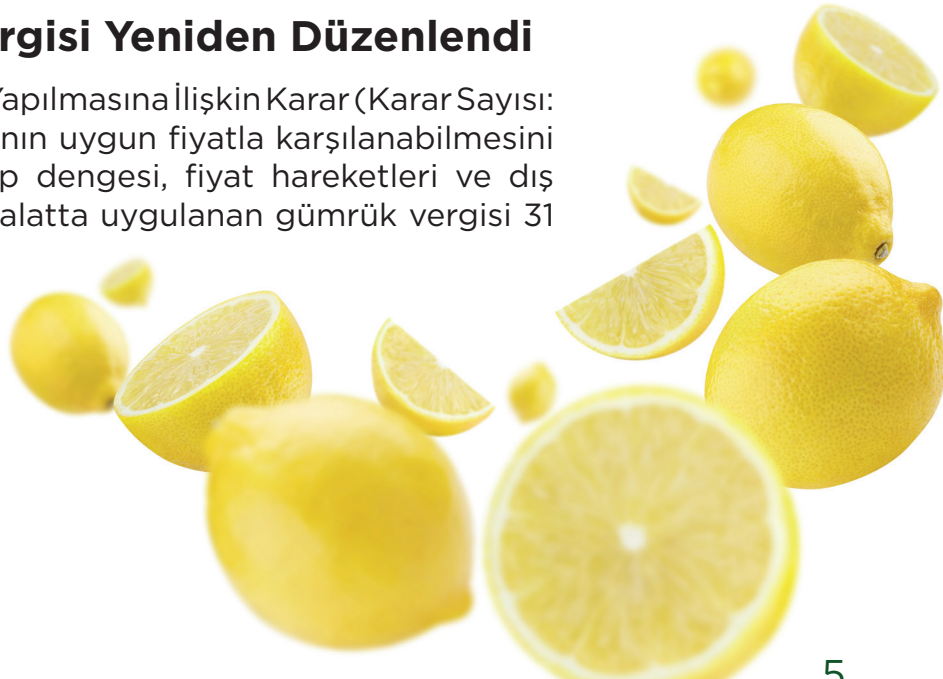 rgisi Yeniden Düzenlendi
Yapılmasına İlişkin Karar (Karar Sayısı:
nın uygun fiyatla karşılanabilmesini
p dengesi, fiyat hareketleri ve dış
alatta uygulanan gümrük vergisi 31
5